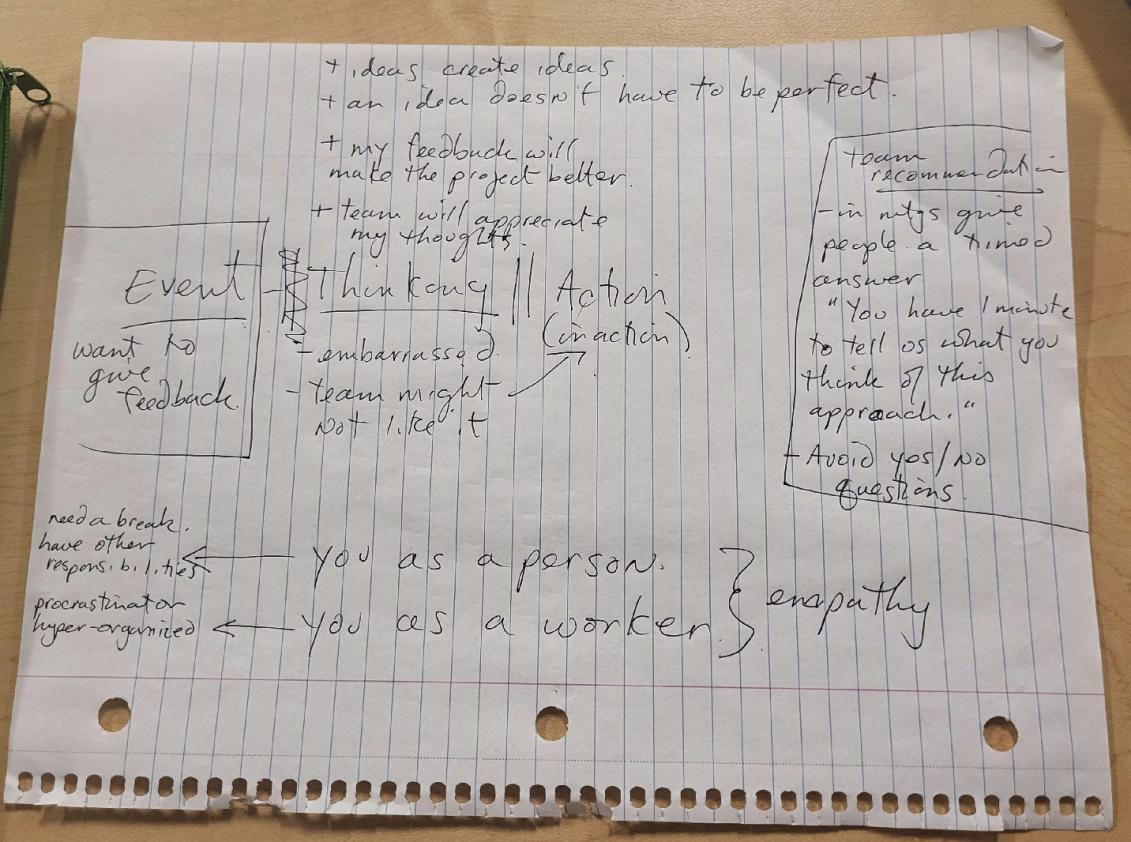 + ideas create ideas
+ an idea doesn't have to be perfect.
+ my feedback will
make the project better.
+ team will appreciate
my thoughts.
Event
want to
give
feedback
Thinking || Action
(inaction)
- embarrassed.
- team might
not like it
team
recommendation
- in mtgs give
people a timed
answer
"You have 1 minute
to tell us what you
think of this
approach."
- Avoid yes/no
questions.
need a break.
have other
responsibilities
you as a person.
procrastinator
hyper-organized
you as a worker
} empathy